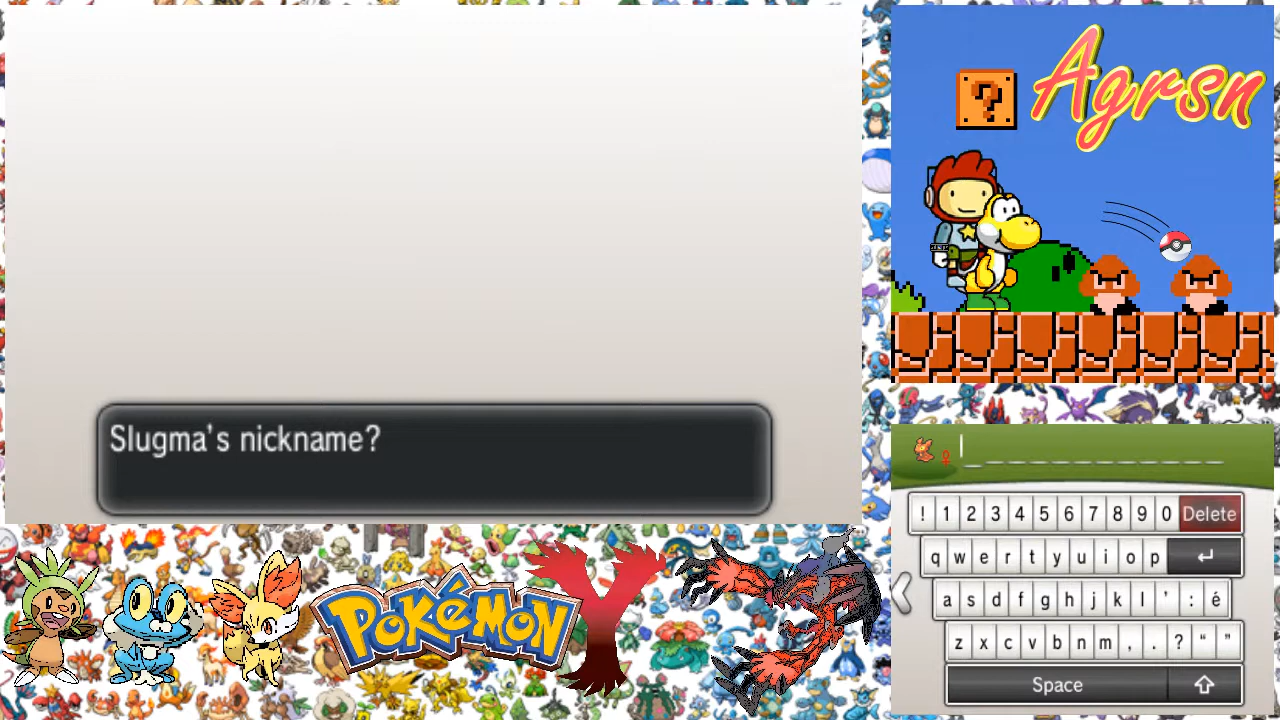 Agrsn
?
Slugma's nickname?
! 1 2 3 4 5 6 7 8 9 0 Delete
q w e r t y u i o p ↵
a s d f g h j k l ' : é
z x c v b n m , . ? “ ”
Space
POKéMON Y